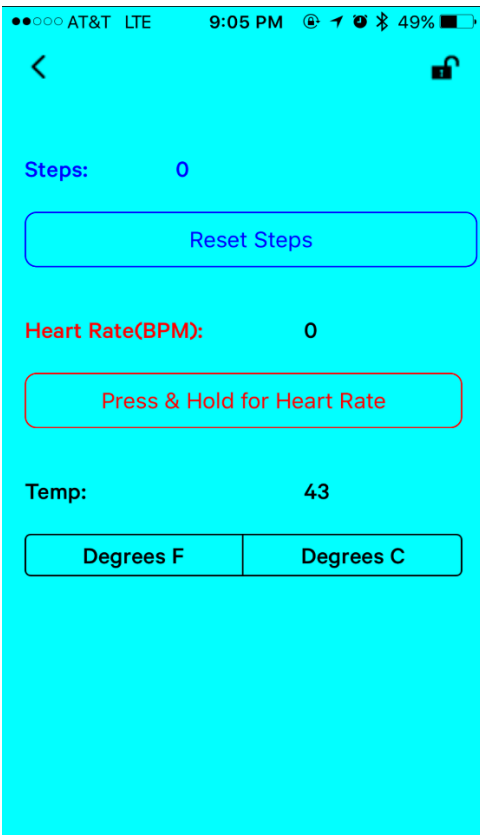 AT&T LTE 9:05 PM 49%
Steps: 0
Reset Steps
Heart Rate(BPM): 0
Press & Hold for Heart Rate
Temp: 43
Degrees F Degrees C